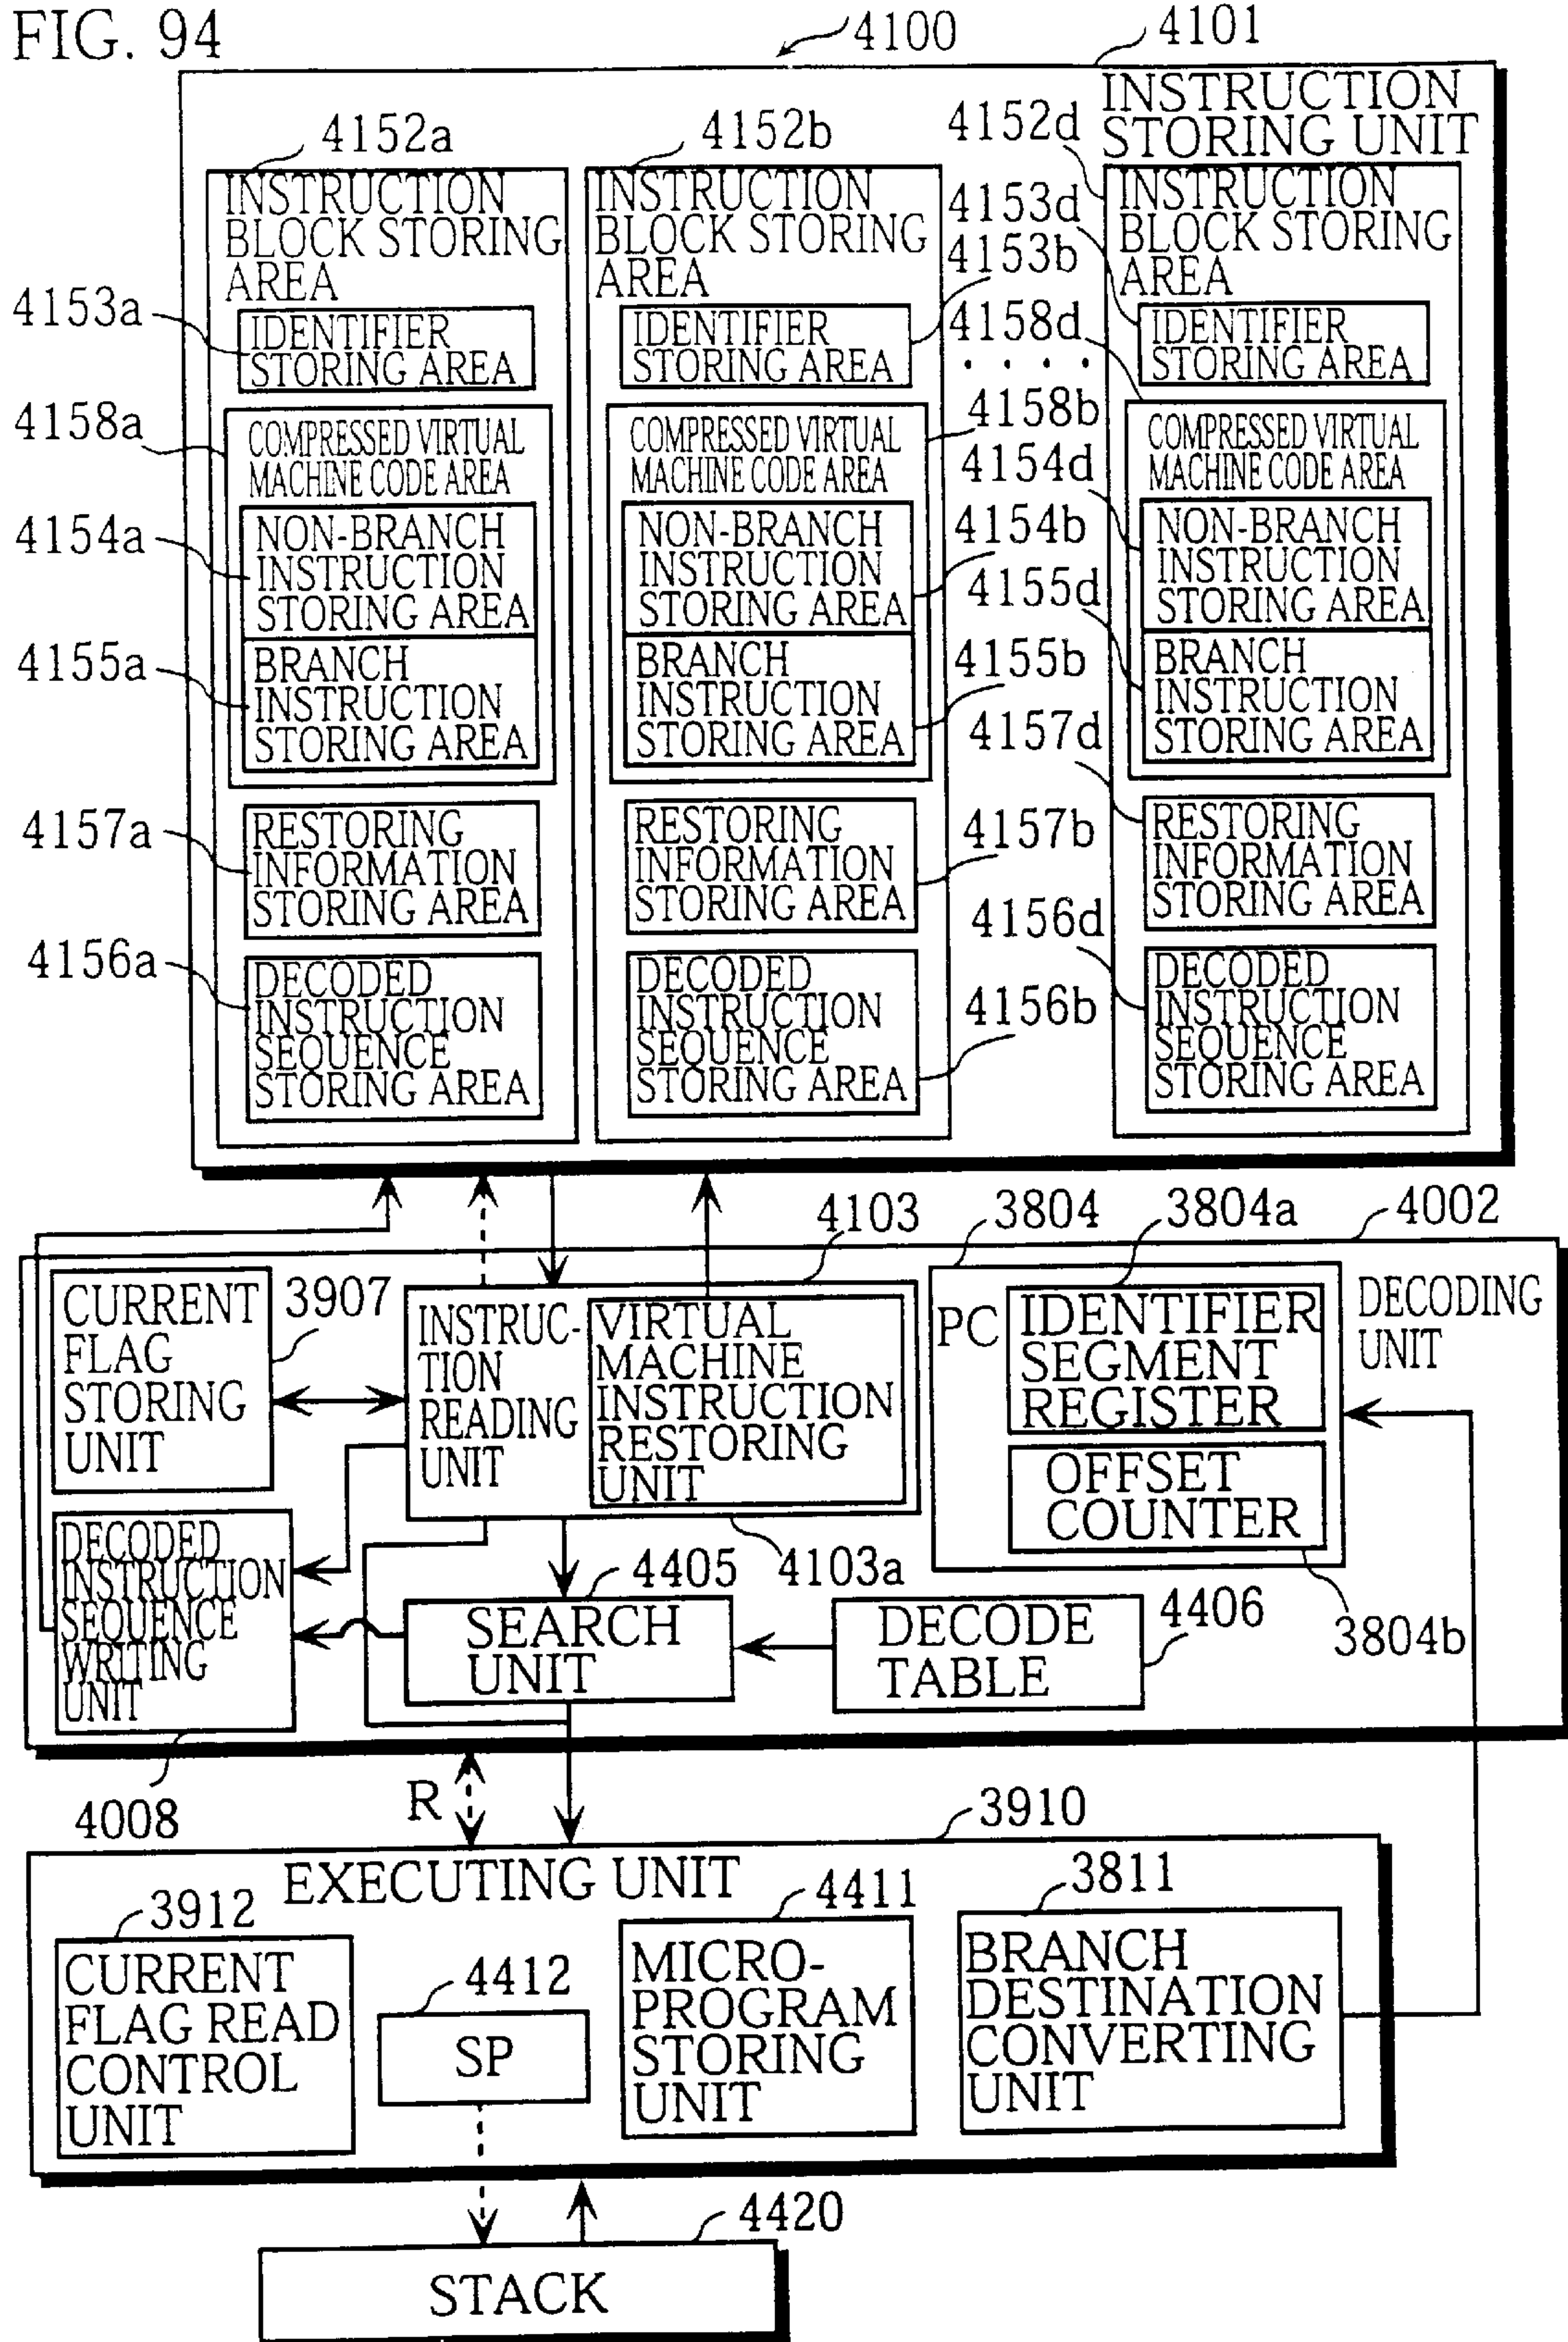 FIG. 94
4100
4101
INSTRUCTION
STORING UNIT
4152a
4152b
4152d
INSTRUCTION
BLOCK STORING
AREA
INSTRUCTION
BLOCK STORING
AREA
INSTRUCTION
BLOCK STORING
AREA
4153a
4153d
4153b
IDENTIFIER
STORING AREA
IDENTIFIER
STORING AREA
. . . .
IDENTIFIER
STORING AREA
4158a
4158d
4158b
COMPRESSED VIRTUAL
MACHINE CODE AREA
COMPRESSED VIRTUAL
MACHINE CODE AREA
COMPRESSED VIRTUAL
MACHINE CODE AREA
4154a
4154d
4154b
NON-BRANCH
INSTRUCTION
STORING AREA
NON-BRANCH
INSTRUCTION
STORING AREA
NON-BRANCH
INSTRUCTION
STORING AREA
4155a
4155d
4155b
BRANCH
INSTRUCTION
STORING AREA
BRANCH
INSTRUCTION
STORING AREA
BRANCH
INSTRUCTION
STORING AREA
4157a
4157d
4157b
RESTORING
INFORMATION
STORING AREA
RESTORING
INFORMATION
STORING AREA
RESTORING
INFORMATION
STORING AREA
4156a
4156d
4156b
DECODED
INSTRUCTION
SEQUENCE
STORING AREA
DECODED
INSTRUCTION
SEQUENCE
STORING AREA
DECODED
INSTRUCTION
SEQUENCE
STORING AREA
4103
3804
3804a
4002
CURRENT
FLAG
STORING
UNIT
3907
INSTRUC-
TION
READING
UNIT
VIRTUAL
MACHINE
INSTRUCTION
RESTORING
UNIT
PC
IDENTIFIER
SEGMENT
REGISTER
DECODING
UNIT
OFFSET
COUNTER
DECODED
INSTRUCTION
SEQUENCE
WRITING
UNIT
4405
4103a
4406
3804b
SEARCH
UNIT
DECODE
TABLE
4008
R
3910
EXECUTING UNIT
3912
4412
4411
3811
CURRENT
FLAG READ
CONTROL
UNIT
SP
MICRO-
PROGRAM
STORING
UNIT
BRANCH
DESTINATION
CONVERTING
UNIT
4420
STACK